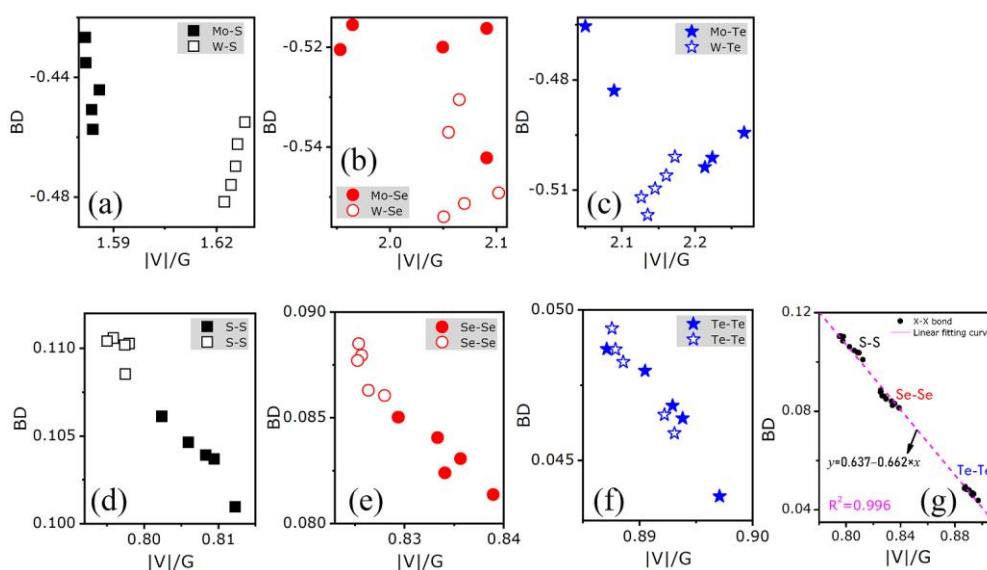 Mo-S
W-S
-0.44
-0.48
BD
(a)
1.59
1.62
|V|/G
-0.52
-0.54
BD
(b)
Mo-Se
W-Se
2.0
2.1
|V|/G
Mo-Te
W-Te
-0.48
-0.51
BD
(c)
2.1
2.2
|V|/G
S-S
S-S
0.110
0.105
0.100
BD
(d)
0.80
0.81
|V|/G
Se-Se
Se-Se
0.090
0.085
0.080
BD
(e)
0.83
0.84
|V|/G
Te-Te
Te-Te
0.050
0.045
BD
(f)
0.89
0.90
|V|/G
X-X bond
Linear fitting curve
0.12
0.08
0.04
BD
S-S
Se-Se
y=0.637−0.662*x
Te-Te
R²=0.996
(g)
0.80
0.84
0.88
|V|/G